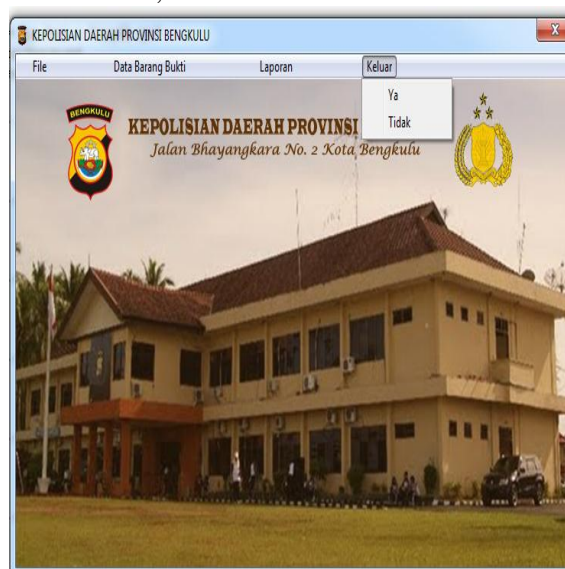 KEPOLISIAN DAERAH PROVINSI BENGKULU
File Data Barang Bukti Laporan Keluar
Ya
Tidak
BENGKULU
KEPOLISIAN DAERAH PROVINSI
Jalan Bhayangkara No. 2 Kota Bengkulu